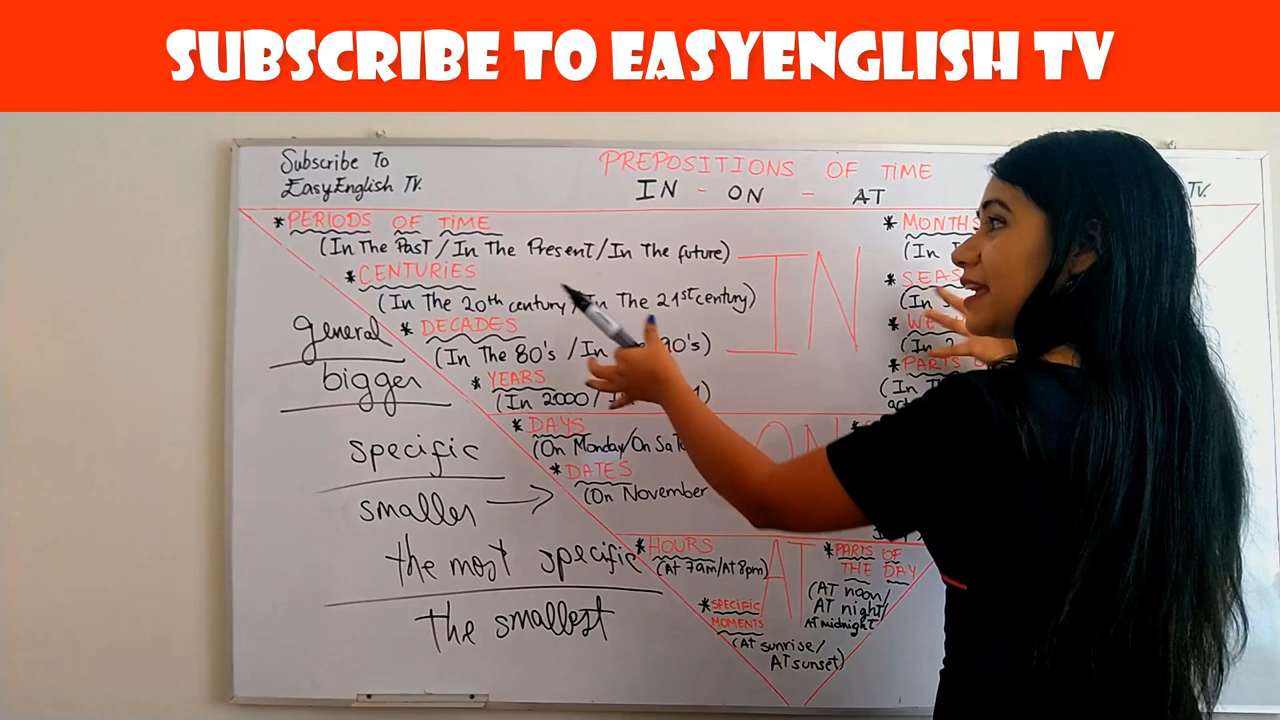 SUBSCRIBE TO EASYENGLISH TV
Subscribe To
EasyEnglish TV.
PREPOSITIONS OF TIME
IN - ON - AT
TV.
* PERIODS OF TIME
(In The Past / In The Present / In The future)
* CENTURIES
(In The 20th century / In The 21st century)
* DECADES
(In The 80's / In 90's)
* YEARS
(In 2000 /
IN
* MONTHS
(In
* SEAS
(In
*
(In
* PARTS
(In
general
bigger
specific
smaller →
the most specific
the smallest
* DAYS
(On Monday/On
* DATES
(On November
ON
* HOURS
(AT 7am/AT 8pm)
* SPECIFIC
MOMENTS
(AT sunrise/
AT sunset)
AT
* PARTS OF
THE DAY
(AT noon/
AT night/
AT midnight)